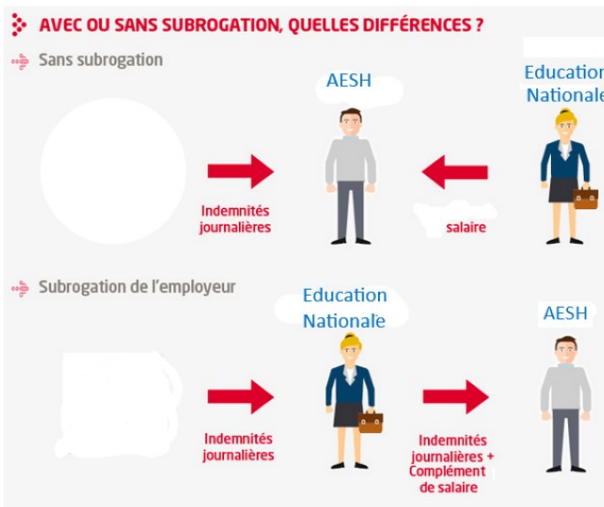 AVEC OU SANS SUBROGATION, QUELLES DIFFÉRENCES ?
Sans subrogation
AESH
Education
Nationale
Indemnités
journalières
salaire
Subrogation de l'employeur
Education
Nationale
AESH
Indemnités
journalières
Indemnités
journalières +
Complément
de salaire